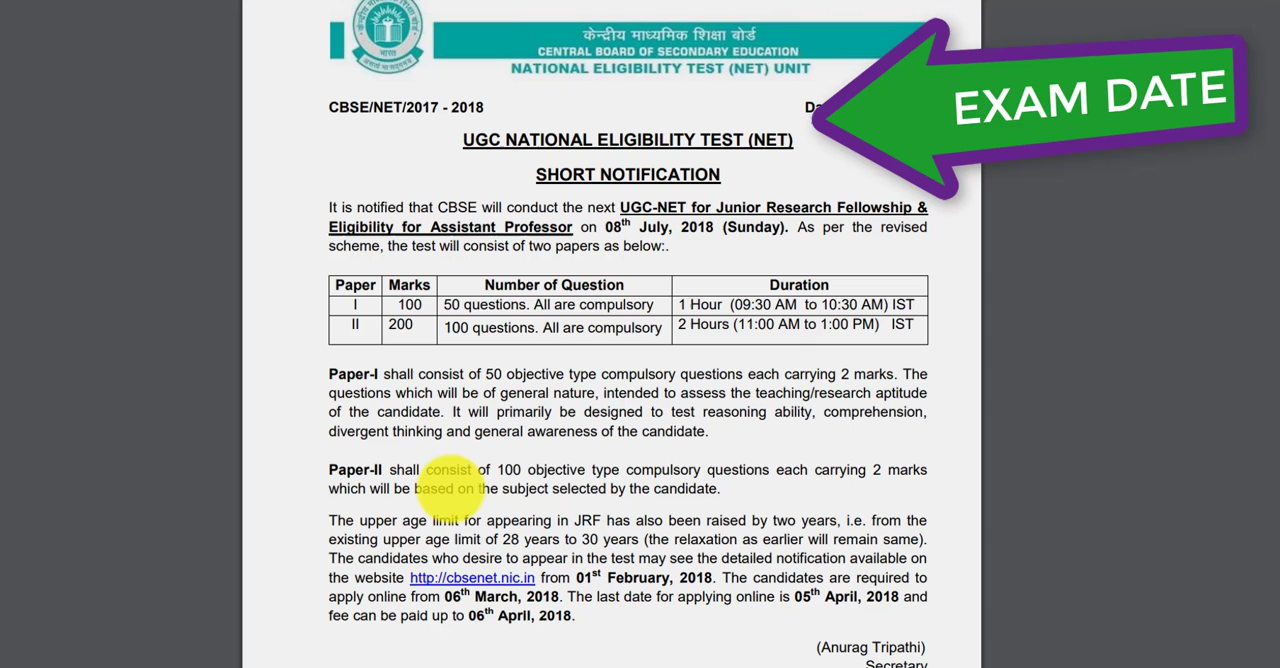 केन्द्रीय माध्यमिक शिक्षा बोर्ड
CENTRAL BOARD OF SECONDARY EDUCATION
NATIONAL ELIGIBILITY TEST (NET) UNIT
EXAM DATE
CBSE/NET/2017 - 2018
UGC NATIONAL ELIGIBILITY TEST (NET)
SHORT NOTIFICATION
It is notified that CBSE will conduct the next UGC-NET for Junior Research Fellowship &
Eligibility for Assistant Professor on 08th July, 2018 (Sunday). As per the revised
scheme, the test will consist of two papers as below:.
Paper Marks Number of Question Duration
I 100 50 questions. All are compulsory 1 Hour (09:30 AM to 10:30 AM) IST
II 200 100 questions. All are compulsory 2 Hours (11:00 AM to 1:00 PM) IST
Paper-I shall consist of 50 objective type compulsory questions each carrying 2 marks. The
questions which will be of general nature, intended to assess the teaching/research aptitude
of the candidate. It will primarily be designed to test reasoning ability, comprehension,
divergent thinking and general awareness of the candidate.
Paper-II shall consist of 100 objective type compulsory questions each carrying 2 marks
which will be based on the subject selected by the candidate.
The upper age limit for appearing in JRF has also been raised by two years, i.e. from the
existing upper age limit of 28 years to 30 years (the relaxation as earlier will remain same).
The candidates who desire to appear in the test may see the detailed notification available on
the website http://cbsenet.nic.in from 01st February, 2018. The candidates are required to
apply online from 06th March, 2018. The last date for applying online is 05th April, 2018 and
fee can be paid up to 06th April, 2018.
(Anurag Tripathi)
Secretary